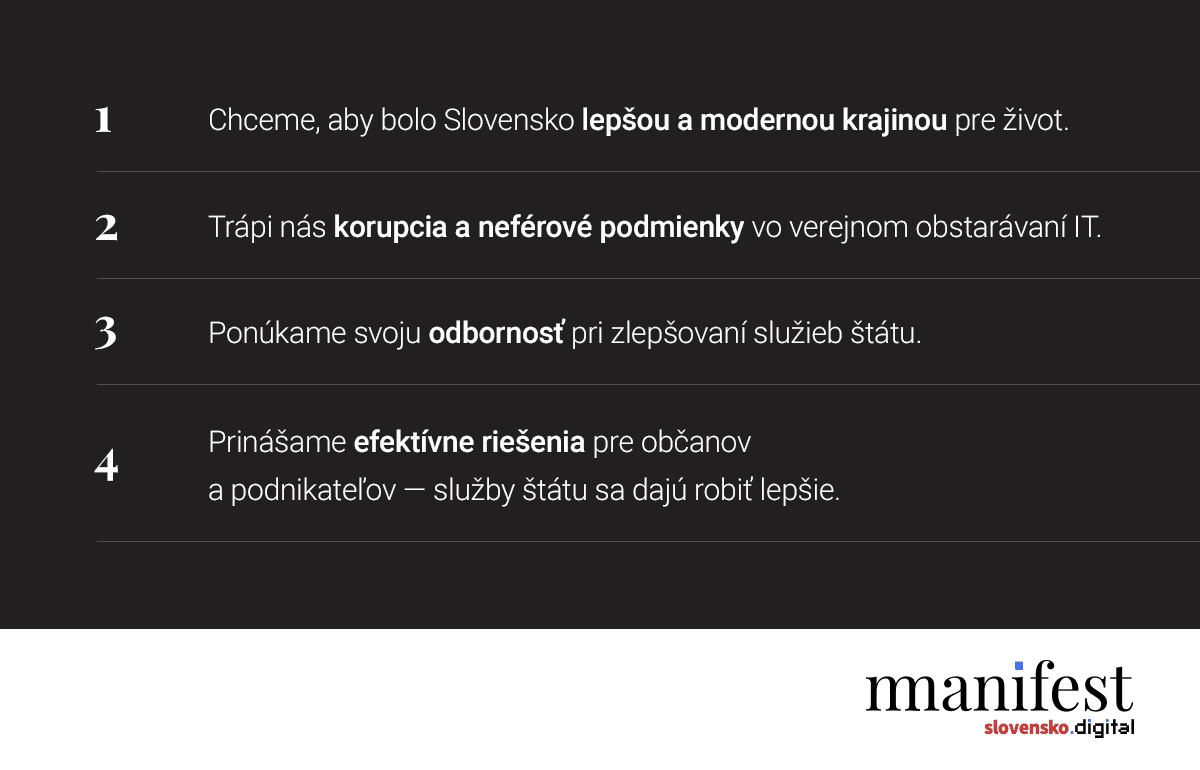 1 Chceme, aby bolo Slovensko lepšou a modernou krajinou pre život.
2 Trápi nás korupcia a neférové podmienky vo verejnom obstarávaní IT.
3 Ponúkame svoju odbornosť pri zlepšovaní služieb štátu.
4 Prinášame efektívne riešenia pre občanov
a podnikateľov — služby štátu sa dajú robiť lepšie.
manifest
slovensko.digital